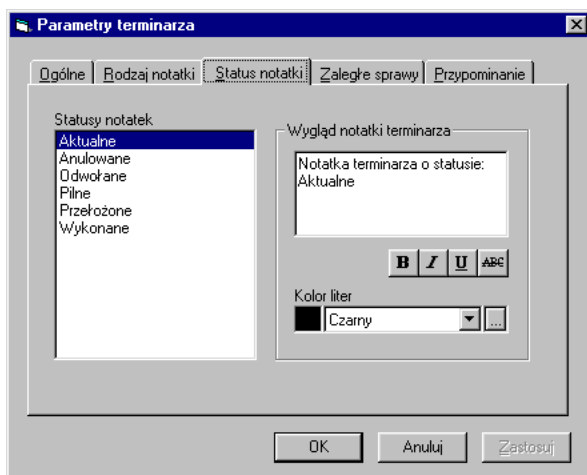 Parametry terminarza
Ogólne Rodzaj notatki Status notatki Zaległe sprawy Przypominanie
Statusy notatek
Aktualne
Anulowane
Odwołane
Pilne
Przełożone
Wykonane
Wygląd notatki terminarza
Notatka terminarza o statusie:
Aktualne
B I U ABC
Kolor liter
Czarny ...
OK Anuluj Zastosuj